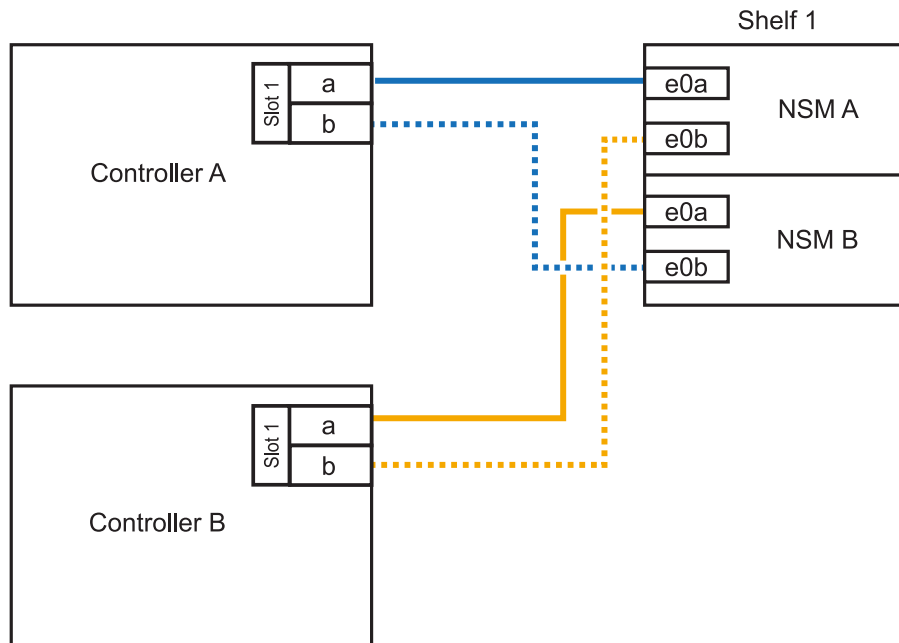 Shelf 1
Slot 1
a
b
Controller A
e0a
e0b
NSM A
e0a
e0b
NSM B
Slot 1
a
b
Controller B